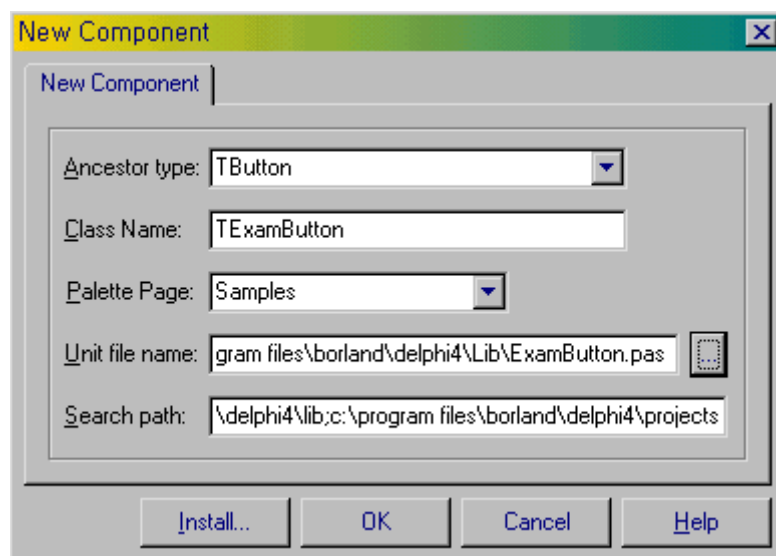 New Component
New Component
Ancestor type: TButton
Class Name: TExamButton
Palette Page: Samples
Unit file name: gram files\borland\delphi4\Lib\ExamButton.pas ...
Search path: \delphi4\lib;c:\program files\borland\delphi4\projects
Install... OK Cancel Help